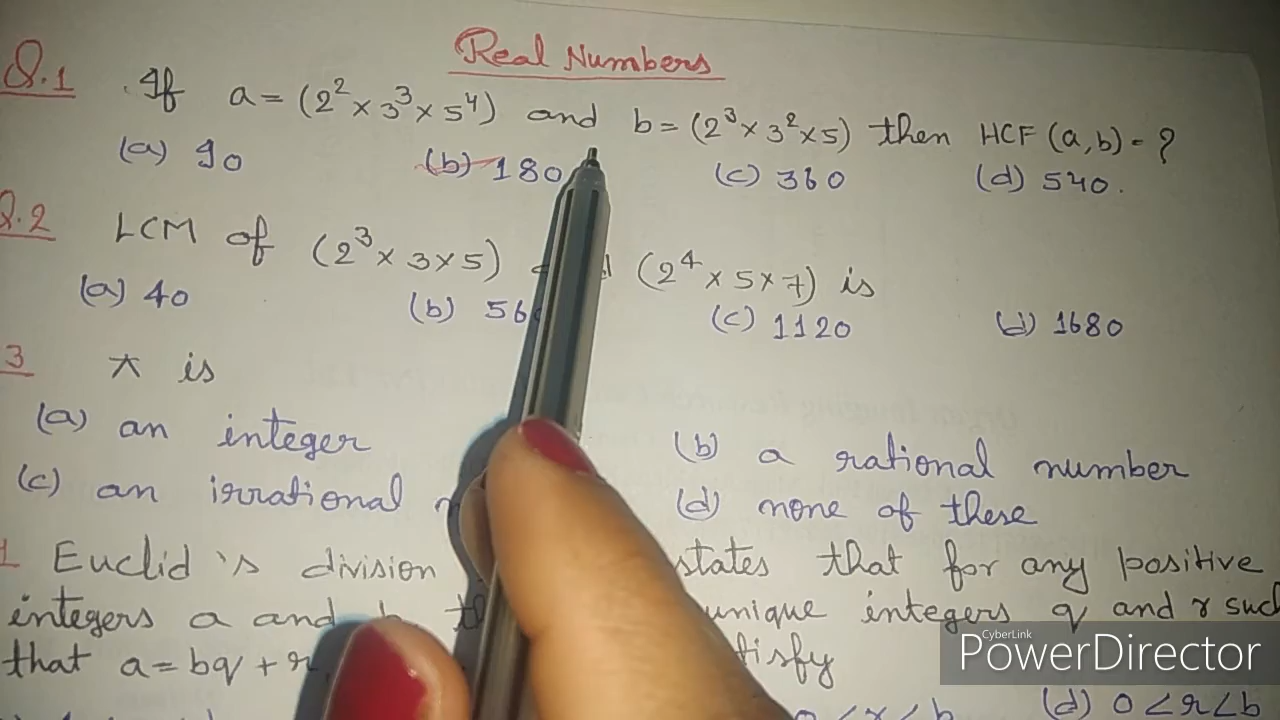 Real Numbers
Q.1 If a = (2² × 3³ × 5⁴) and b = (2³ × 3² × 5) then HCF (a,b) = ?
(a) 90 (b) 180 (c) 360 (d) 540.
Q.2 LCM of (2³ × 3 × 5) (2⁴ × 5 × 7) is
(a) 40 (b) 560 (c) 1120 (d) 1680
3 π is
(a) an integer (b) a rational number
(c) an irrational (d) none of these
Euclid's division states that for any positive
integers a and b unique integers q and r such
that a = bq + r
(d) 0 < r < b
CyberLink
PowerDirector